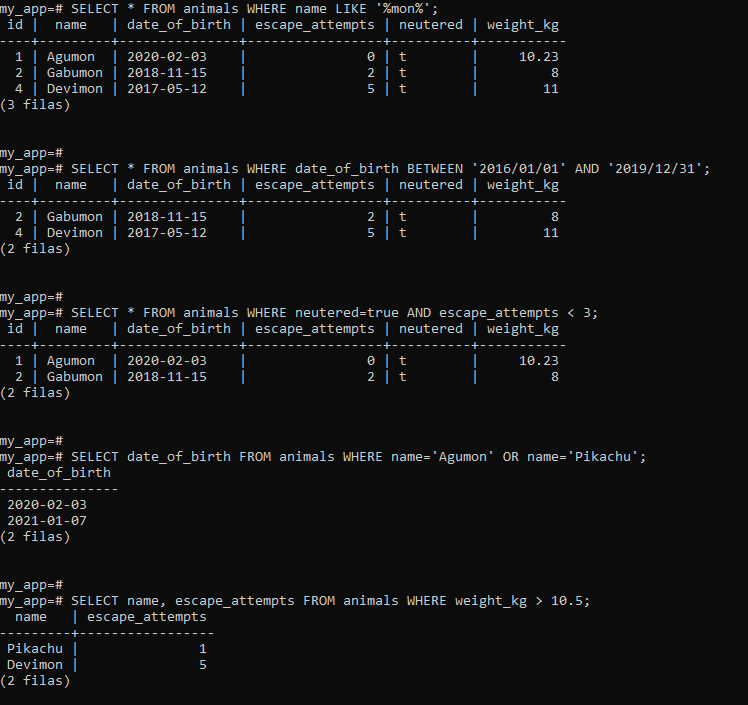 my_app=# SELECT * FROM animals WHERE name LIKE '%mon%';
 id |  name   | date_of_birth | escape_attempts | neutered | weight_kg
----+---------+---------------+-----------------+----------+-----------
  1 | Agumon  | 2020-02-03    |               0 | t        |     10.23
  2 | Gabumon | 2018-11-15    |               2 | t        |         8
  4 | Devimon | 2017-05-12    |               5 | t        |        11
(3 filas)
my_app=#
my_app=# SELECT * FROM animals WHERE date_of_birth BETWEEN '2016/01/01' AND '2019/12/31';
 id |  name   | date_of_birth | escape_attempts | neutered | weight_kg
----+---------+---------------+-----------------+----------+-----------
  2 | Gabumon | 2018-11-15    |               2 | t        |         8
  4 | Devimon | 2017-05-12    |               5 | t        |        11
(2 filas)
my_app=#
my_app=# SELECT * FROM animals WHERE neutered=true AND escape_attempts < 3;
 id |  name   | date_of_birth | escape_attempts | neutered | weight_kg
----+---------+---------------+-----------------+----------+-----------
  1 | Agumon  | 2020-02-03    |               0 | t        |     10.23
  2 | Gabumon | 2018-11-15    |               2 | t        |         8
(2 filas)
my_app=#
my_app=# SELECT date_of_birth FROM animals WHERE name='Agumon' OR name='Pikachu';
 date_of_birth
---------------
 2020-02-03
 2021-01-07
(2 filas)
my_app=#
my_app=# SELECT name, escape_attempts FROM animals WHERE weight_kg > 10.5;
  name   | escape_attempts
---------+-----------------
 Pikachu |               1
 Devimon |               5
(2 filas)